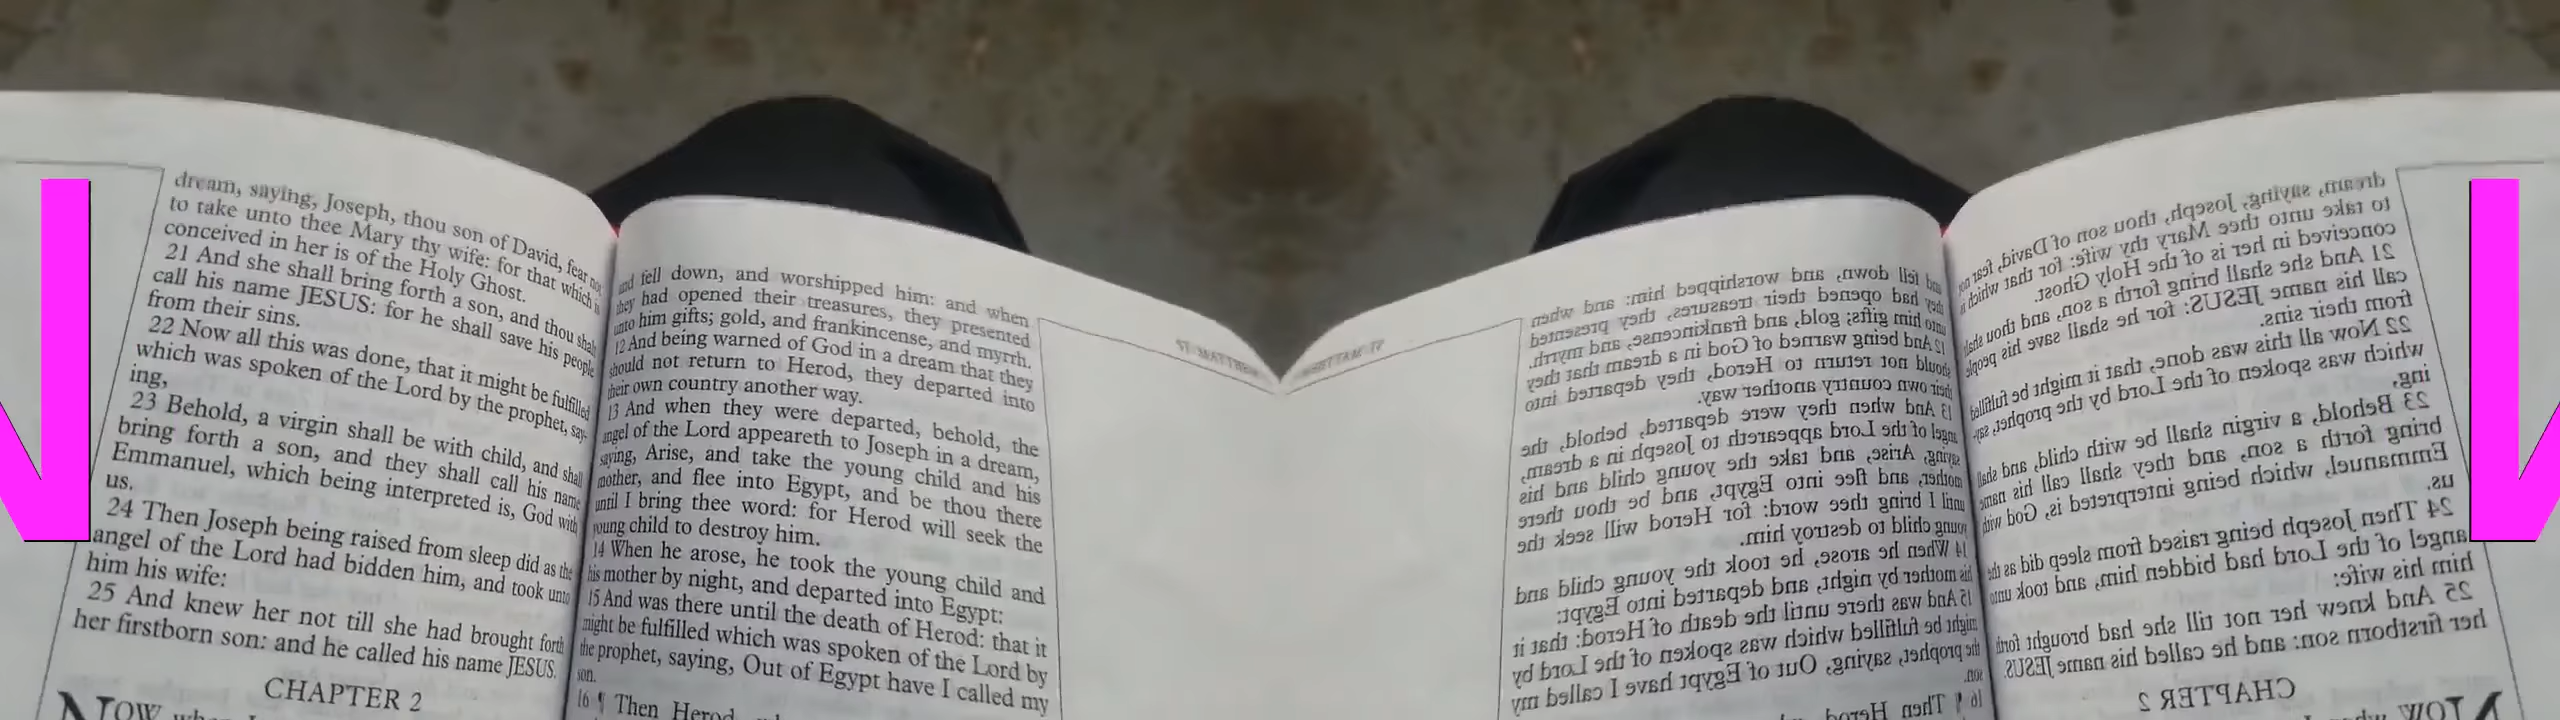 dream, saying, Joseph, thou son of David, fear not
to take unto thee Mary thy wife: for that which is
conceived in her is of the Holy Ghost.
21 And she shall bring forth a son, and thou shalt
call his name JESUS: for he shall save his people
from their sins.
22 Now all this was done, that it might be fulfilled
which was spoken of the Lord by the prophet, say-
ing,
23 Behold, a virgin shall be with child, and shall
bring forth a son, and they shall call his name
Emmanuel, which being interpreted is, God with
us.
24 Then Joseph being raised from sleep did as the
angel of the Lord had bidden him, and took unto
him his wife:
25 And knew her not till she had brought forth
her firstborn son: and he called his name JESUS.
CHAPTER 2
NOW when
and fell down, and worshipped him: and when
they had opened their treasures, they presented
unto him gifts; gold, and frankincense, and myrrh.
12 And being warned of God in a dream that they
should not return to Herod, they departed into
their own country another way.
13 And when they were departed, behold, the
angel of the Lord appeareth to Joseph in a dream,
saying, Arise, and take the young child and his
mother, and flee into Egypt, and be thou there
until I bring thee word: for Herod will seek the
young child to destroy him.
14 When he arose, he took the young child and
his mother by night, and departed into Egypt:
15 And was there until the death of Herod: that it
might be fulfilled which was spoken of the Lord by
the prophet, saying, Out of Egypt have I called my
son.
16 ¶ Then Herod